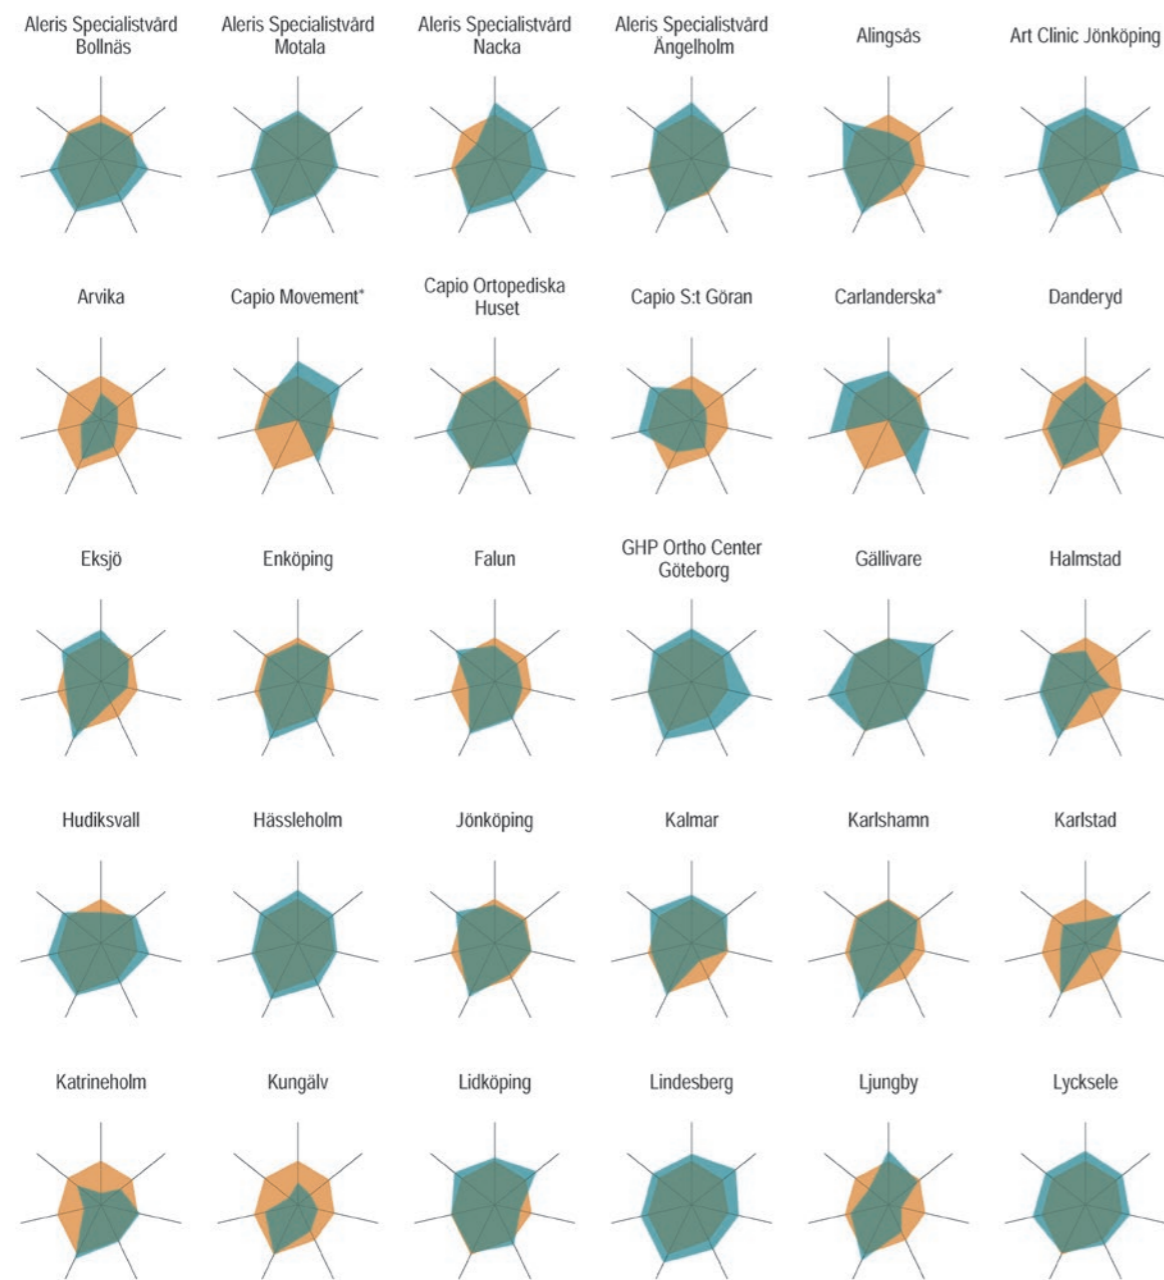 Aleris Specialistvård
Bollnäs
Aleris Specialistvård
Motala
Aleris Specialistvård
Nacka
Aleris Specialistvård
Ängelholm
Alingsås
Art Clinic Jönköping
Arvika
Capio Movement*
Capio Ortopediska
Huset
Capio S:t Göran
Carlanderska*
Danderyd
Eksjö
Enköping
Falun
GHP Ortho Center
Göteborg
Gällivare
Halmstad
Hudiksvall
Hässleholm
Jönköping
Kalmar
Karlshamn
Karlstad
Katrineholm
Kungälv
Lidköping
Lindesberg
Ljungby
Lycksele